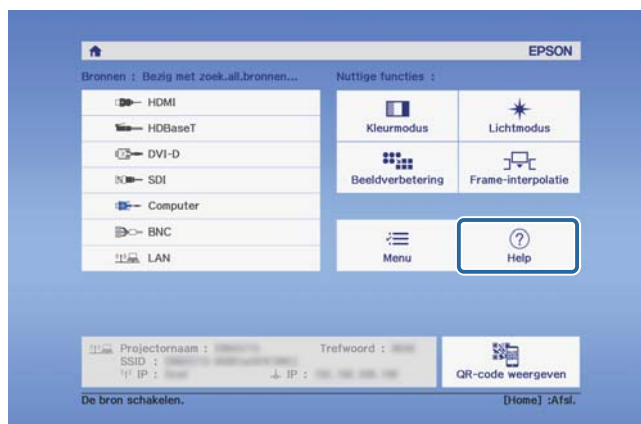 EPSON
Bronnen : Bezig met zoek.all.bronnen...
HDMI
HDBaseT
DVI-D
SDI
Computer
BNC
LAN
Nuttige functies :
Kleurmodus
Lichtmodus
Beeldverbetering
Frame-interpolatie
Menu
Help
Projectornaam :
Trefwoord :
SSID :
IP :
IP :
QR-code weergeven
De bron schakelen.
[Home] :Afsl.